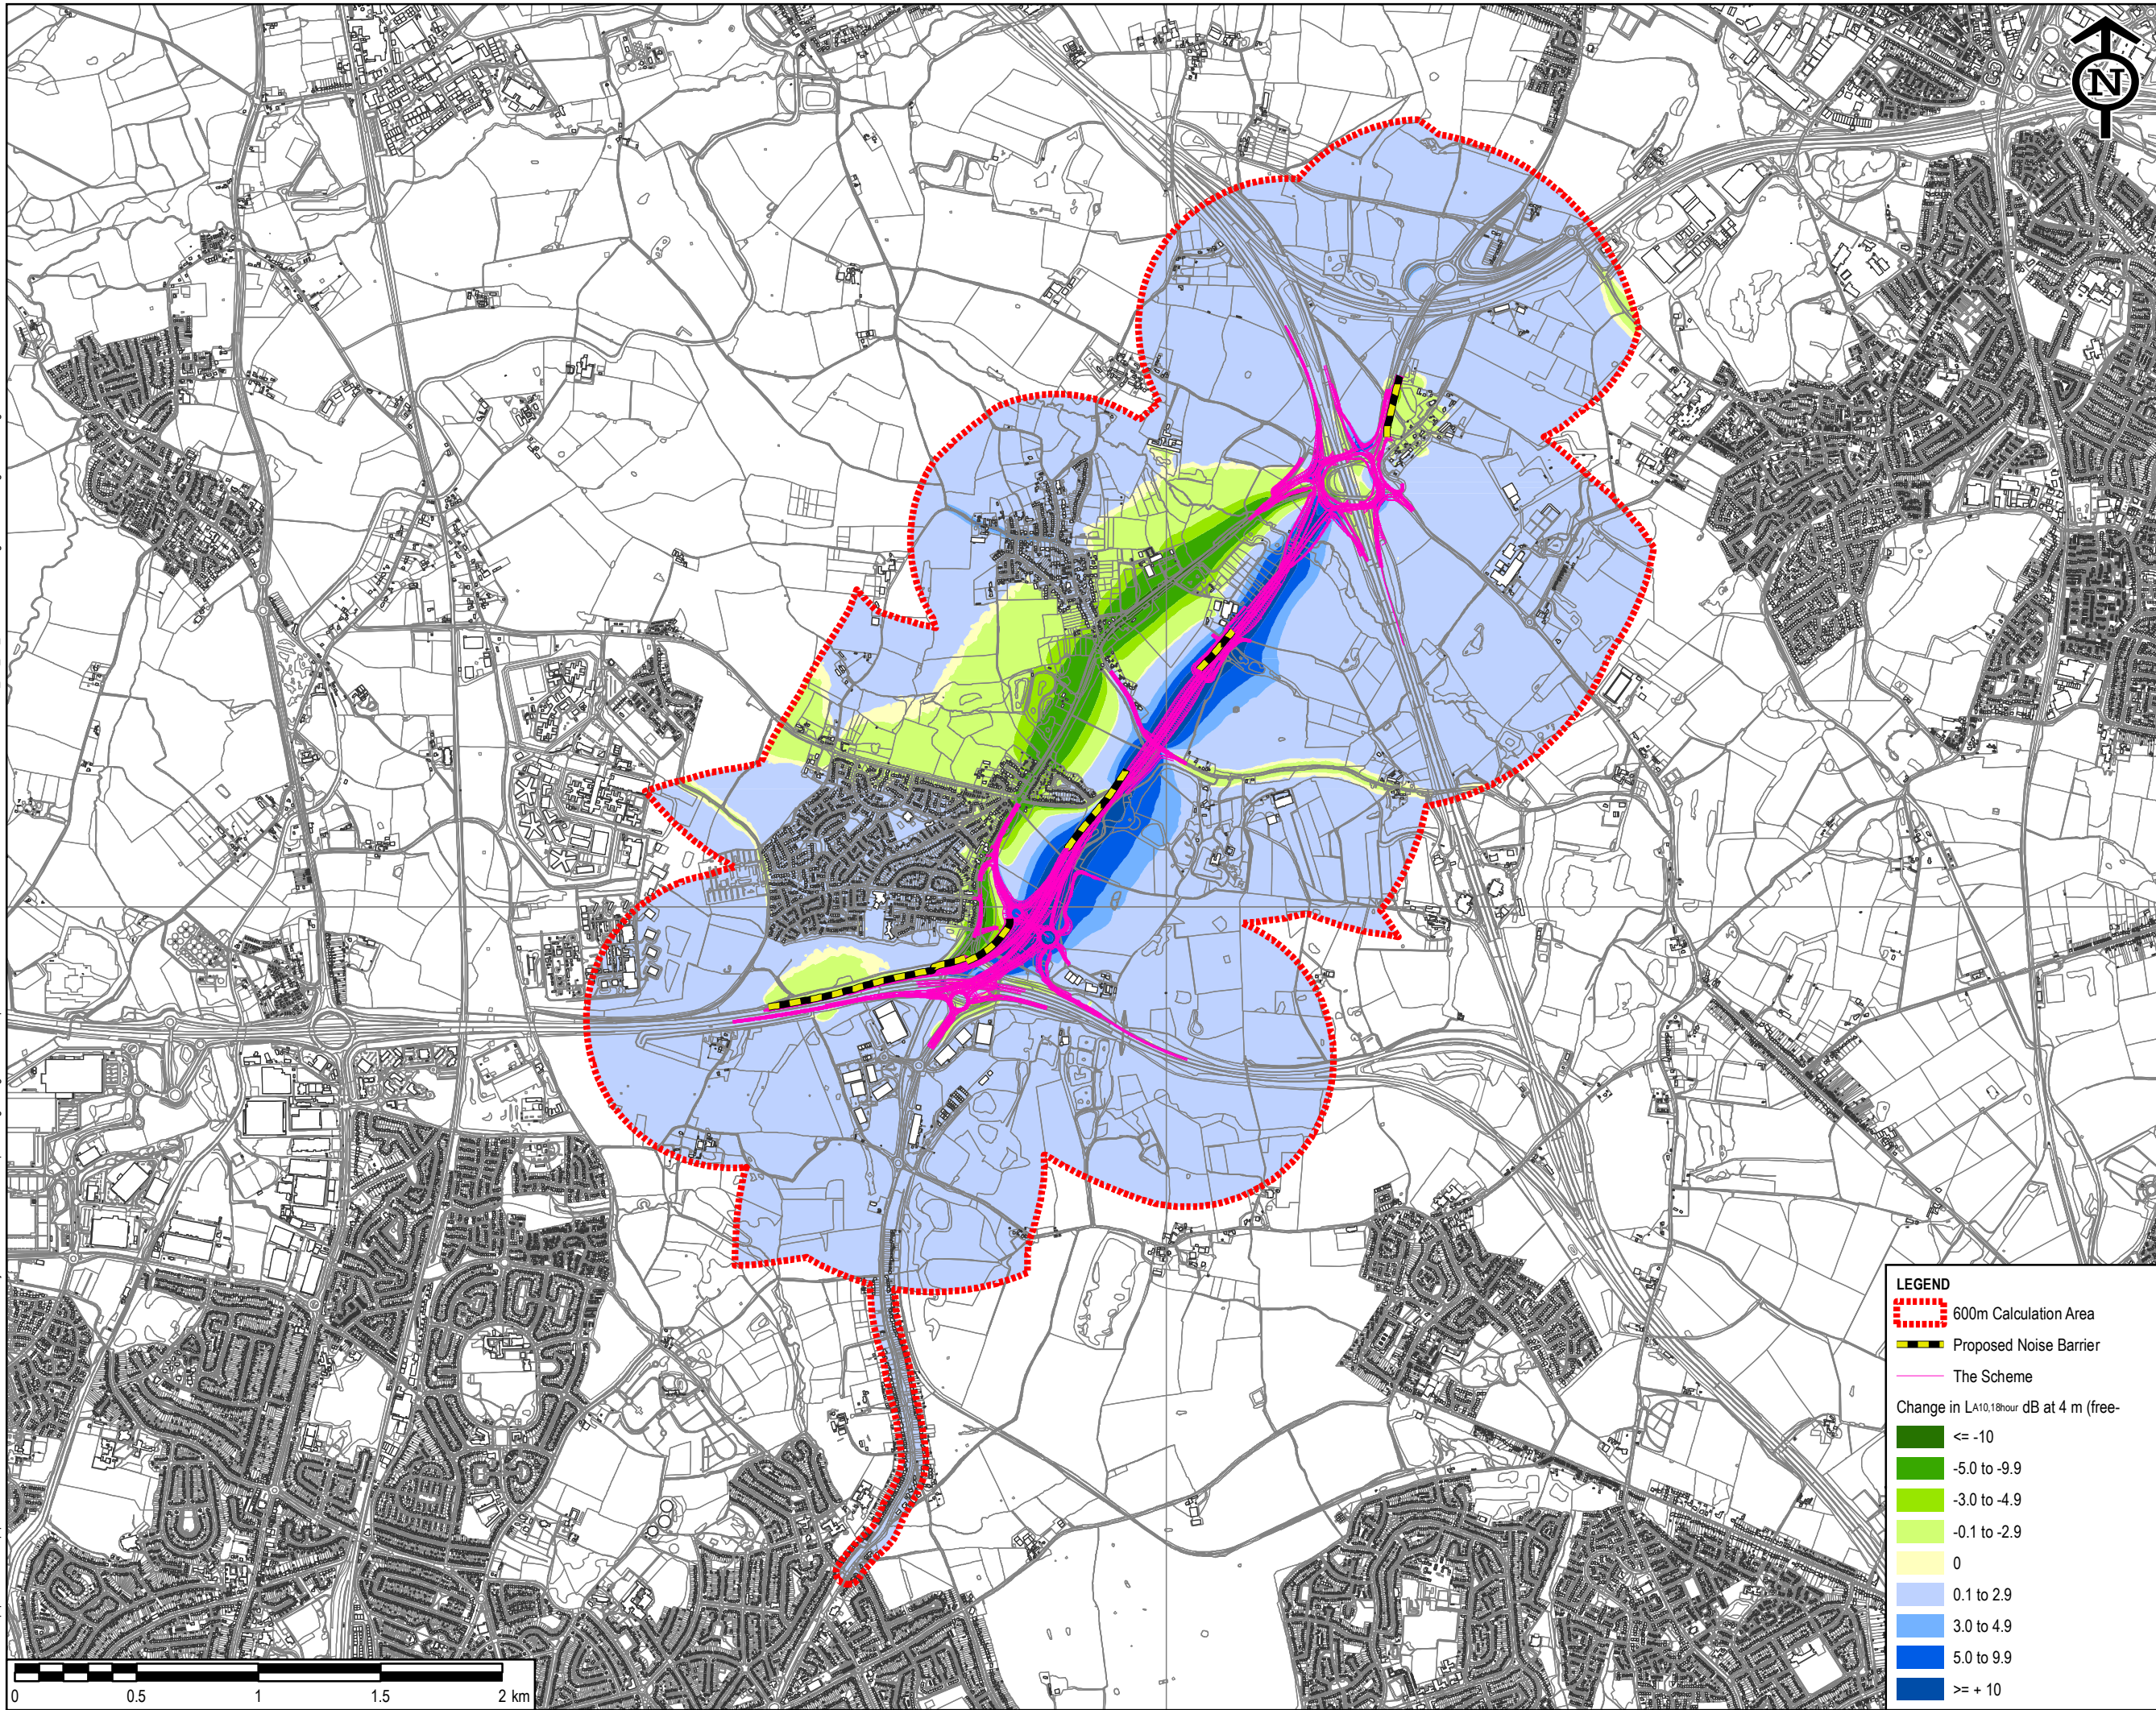 N
LEGEND
600m Calculation Area
Proposed Noise Barrier
The Scheme
Change in LA10,18hour dB at 4 m (free-
<= -10
-5.0 to -9.9
-3.0 to -4.9
-0.1 to -2.9
0
0.1 to 2.9
3.0 to 4.9
5.0 to 9.9
>= + 10
0 0.5 1 1.5 2 km